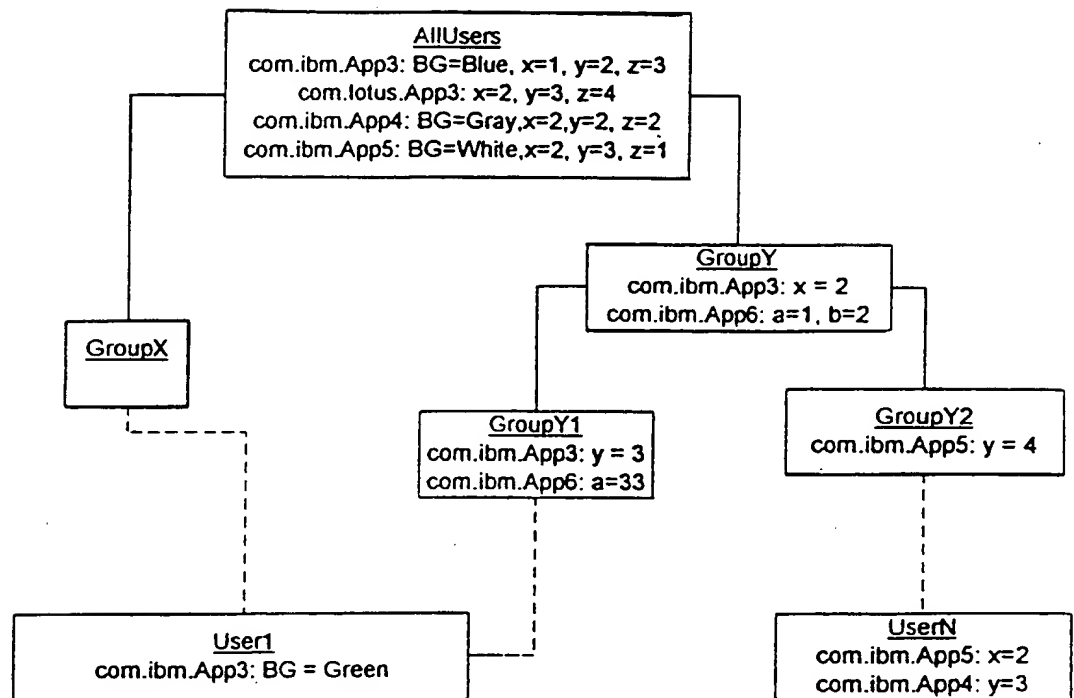 AllUsers
com.ibm.App3: BG=Blue, x=1, y=2, z=3
com.lotus.App3: x=2, y=3, z=4
com.ibm.App4: BG=Gray,x=2,y=2, z=2
com.ibm.App5: BG=White,x=2, y=3, z=1
GroupY
com.ibm.App3: x = 2
com.ibm.App6: a=1, b=2
GroupX
GroupY1
com.ibm.App3: y = 3
com.ibm.App6: a=33
GroupY2
com.ibm.App5: y = 4
User1
com.ibm.App3: BG = Green
UserN
com.ibm.App5: x=2
com.ibm.App4: y=3